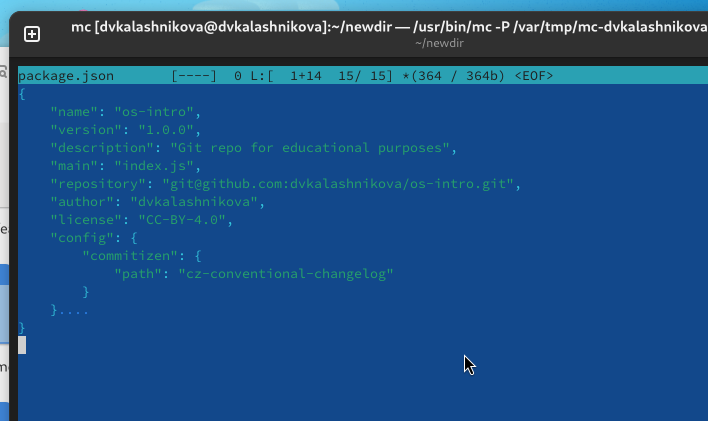 mc [dvkalashnikova@dvkalashnikova]:~/newdir — /usr/bin/mc -P /var/tmp/mc-dvkalashnikova
~/newdir
package.json       [----]  0 L:[  1+14  15/ 15] *(364 / 364b) <EOF>
{
    "name": "os-intro",
    "version": "1.0.0",
    "description": "Git repo for educational purposes",
    "main": "index.js",
    "repository": "git@github.com:dvkalashnikova/os-intro.git",
    "author": "dvkalashnikova",
    "license": "CC-BY-4.0",
    "config": {
        "commitizen": {
            "path": "cz-conventional-changelog"
        }
    }....
}